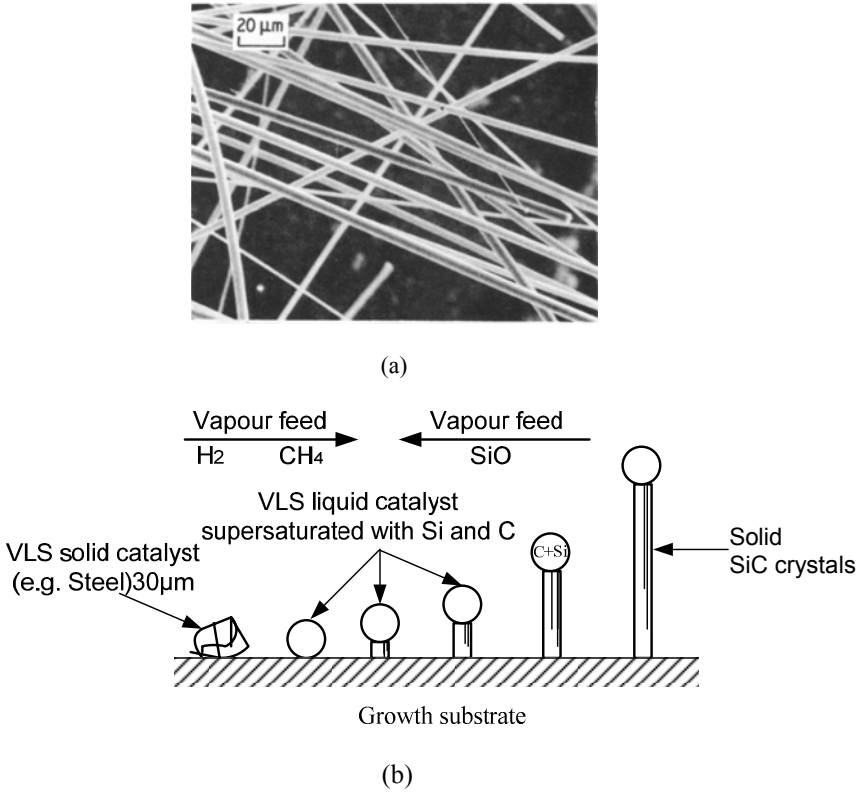 20 µm
(a)
Vapour feed
H2 CH4
Vapour feed
SiO
VLS liquid catalyst
supersaturated with Si and C
VLS solid catalyst
(e.g. Steel)30µm
C+Si
Solid
SiC crystals
Growth substrate
(b)